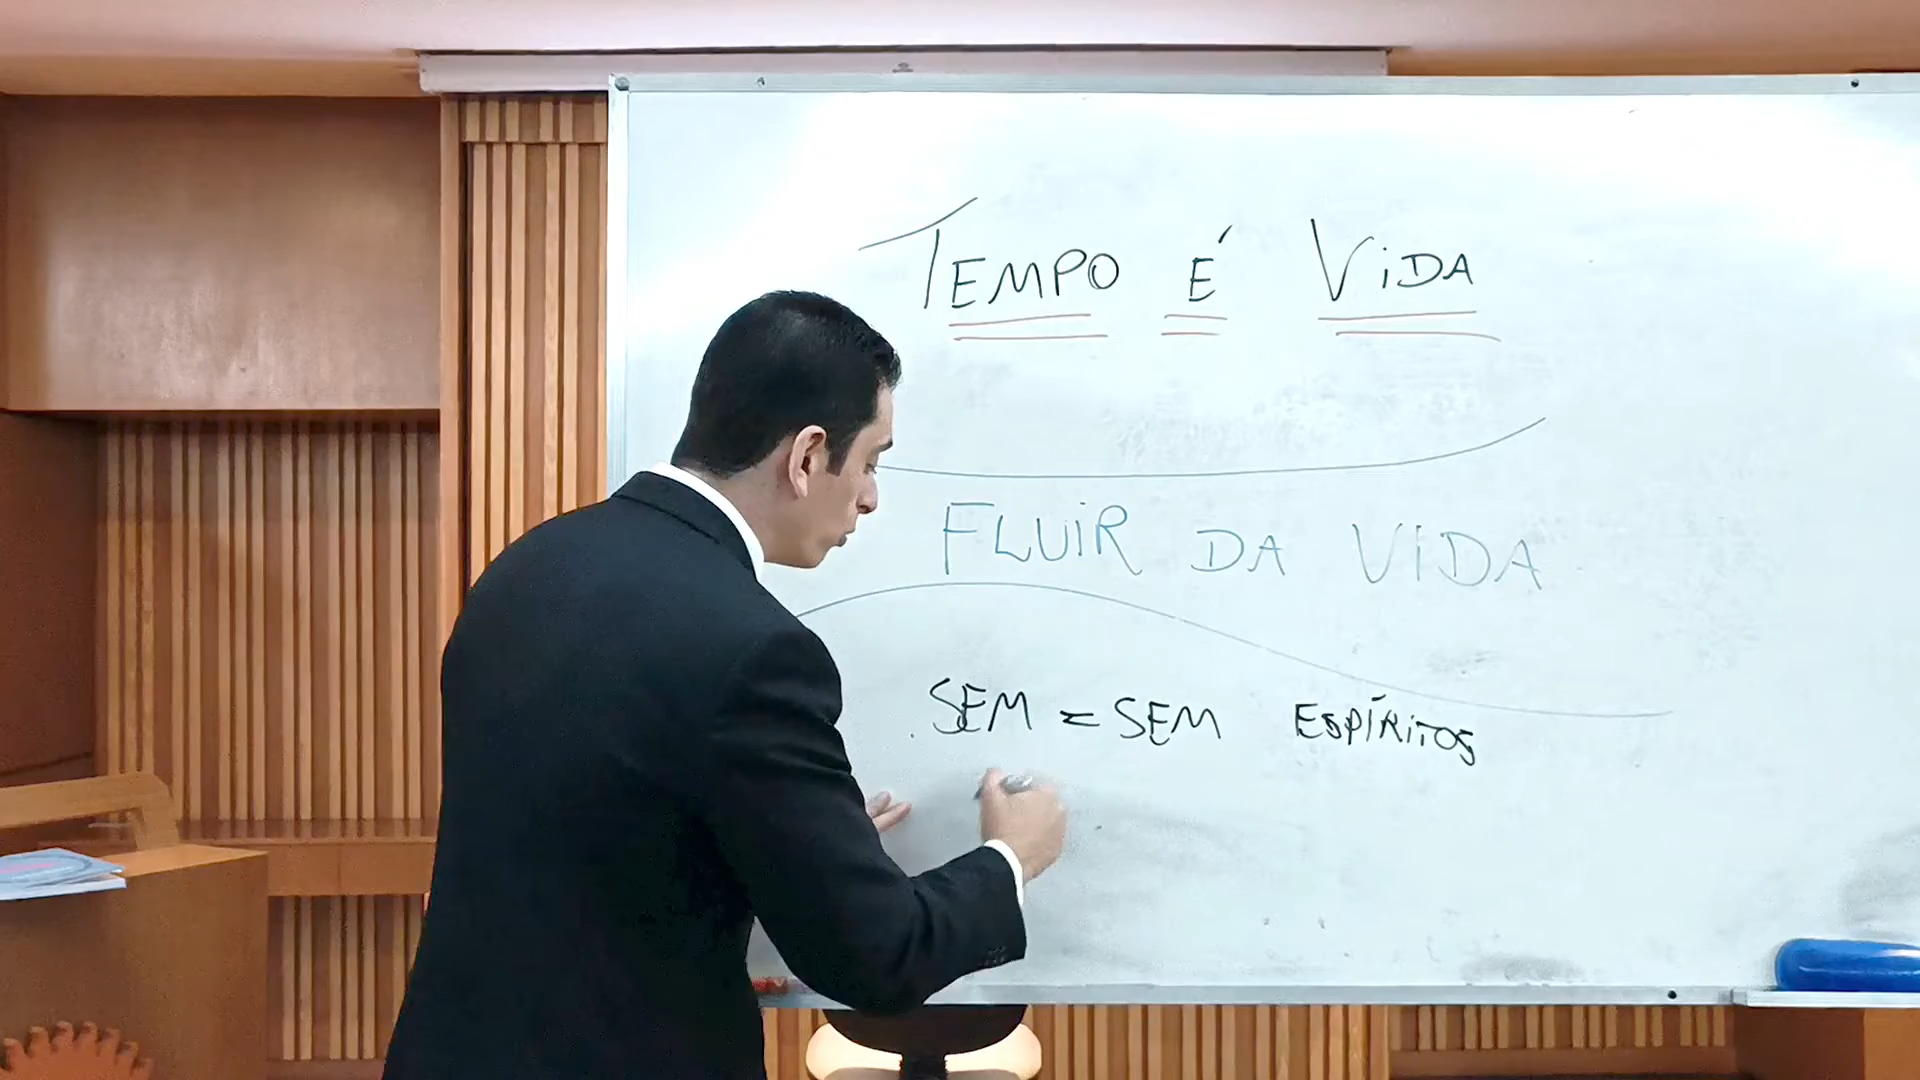 TEMPO É VIDA
FLUIR DA VIDA
SEM = SEM ESPÍRITOS